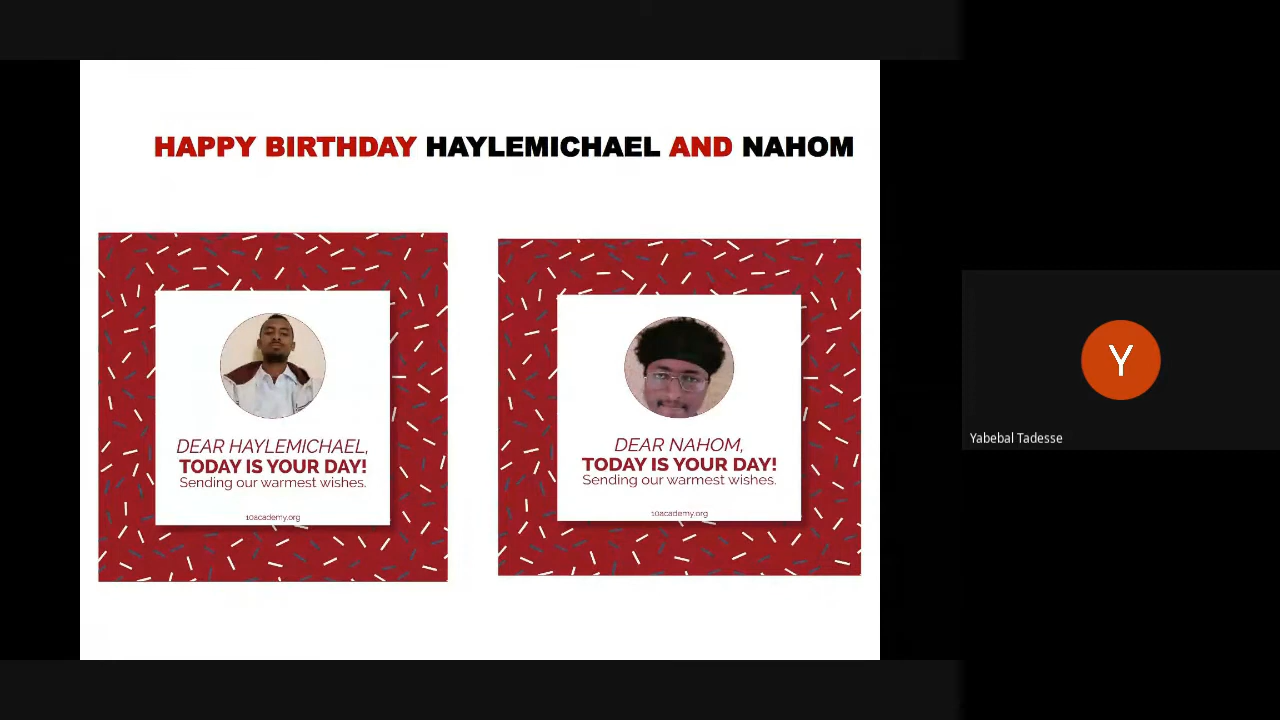 HAPPY BIRTHDAY HAYLEMICHAEL AND NAHOM
DEAR HAYLEMICHAEL,
TODAY IS YOUR DAY!
Sending our warmest wishes.
10academy.org
DEAR NAHOM,
TODAY IS YOUR DAY!
Sending our warmest wishes.
10academy.org
Y
Yabebal Tadesse